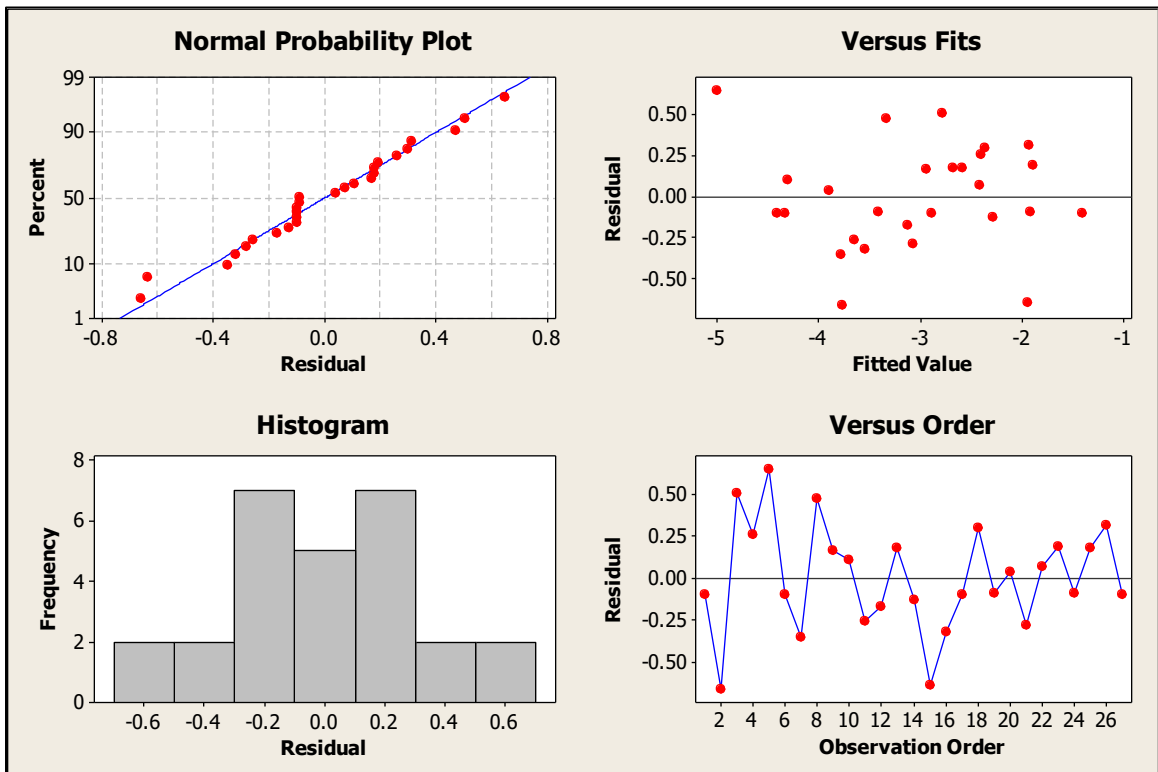 Normal Probability Plot
99
90
50
10
1
Percent
-0.8 -0.4 0.0 0.4 0.8
Residual
Versus Fits
0.50
0.25
0.00
-0.25
-0.50
Residual
-5 -4 -3 -2 -1
Fitted Value
Histogram
8
6
4
2
0
Frequency
-0.6 -0.4 -0.2 0.0 0.2 0.4 0.6
Residual
Versus Order
0.50
0.25
0.00
-0.25
-0.50
Residual
2 4 6 8 10 12 14 16 18 20 22 24 26
Observation Order